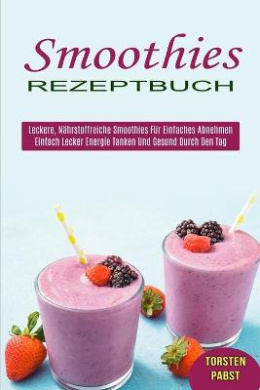 Smoothies
REZEPTBUCH
Leckere, Nährstoffreiche Smoothies Für Einfaches Abnehmen
Einfach Lecker Energie Tanken Und Gesund Durch Den Tag
TORSTEN
PABST